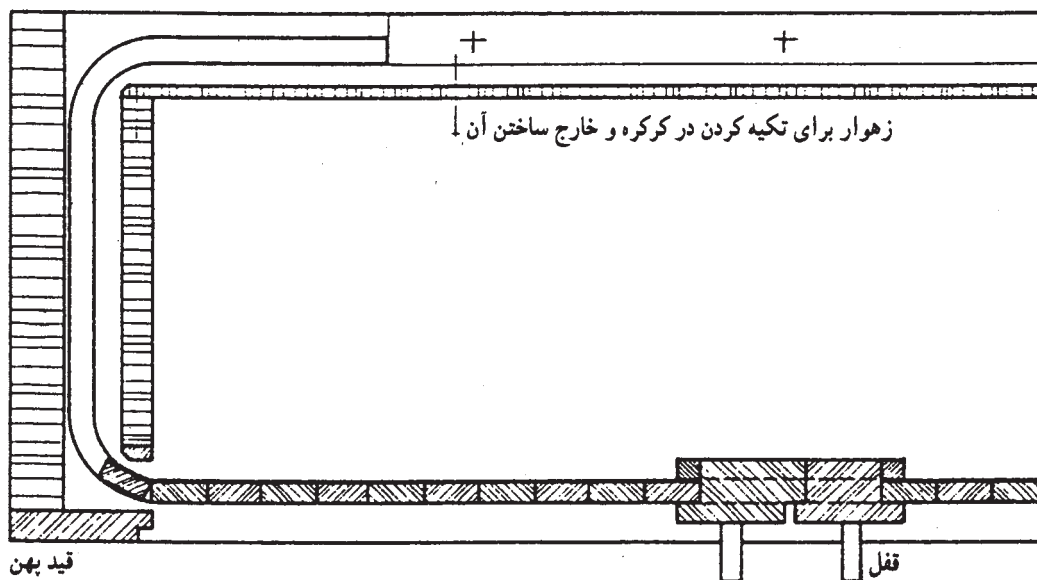 زهوار برای تکیه کردن در کرکره و خارج ساختن آن
قید پهن
قفل